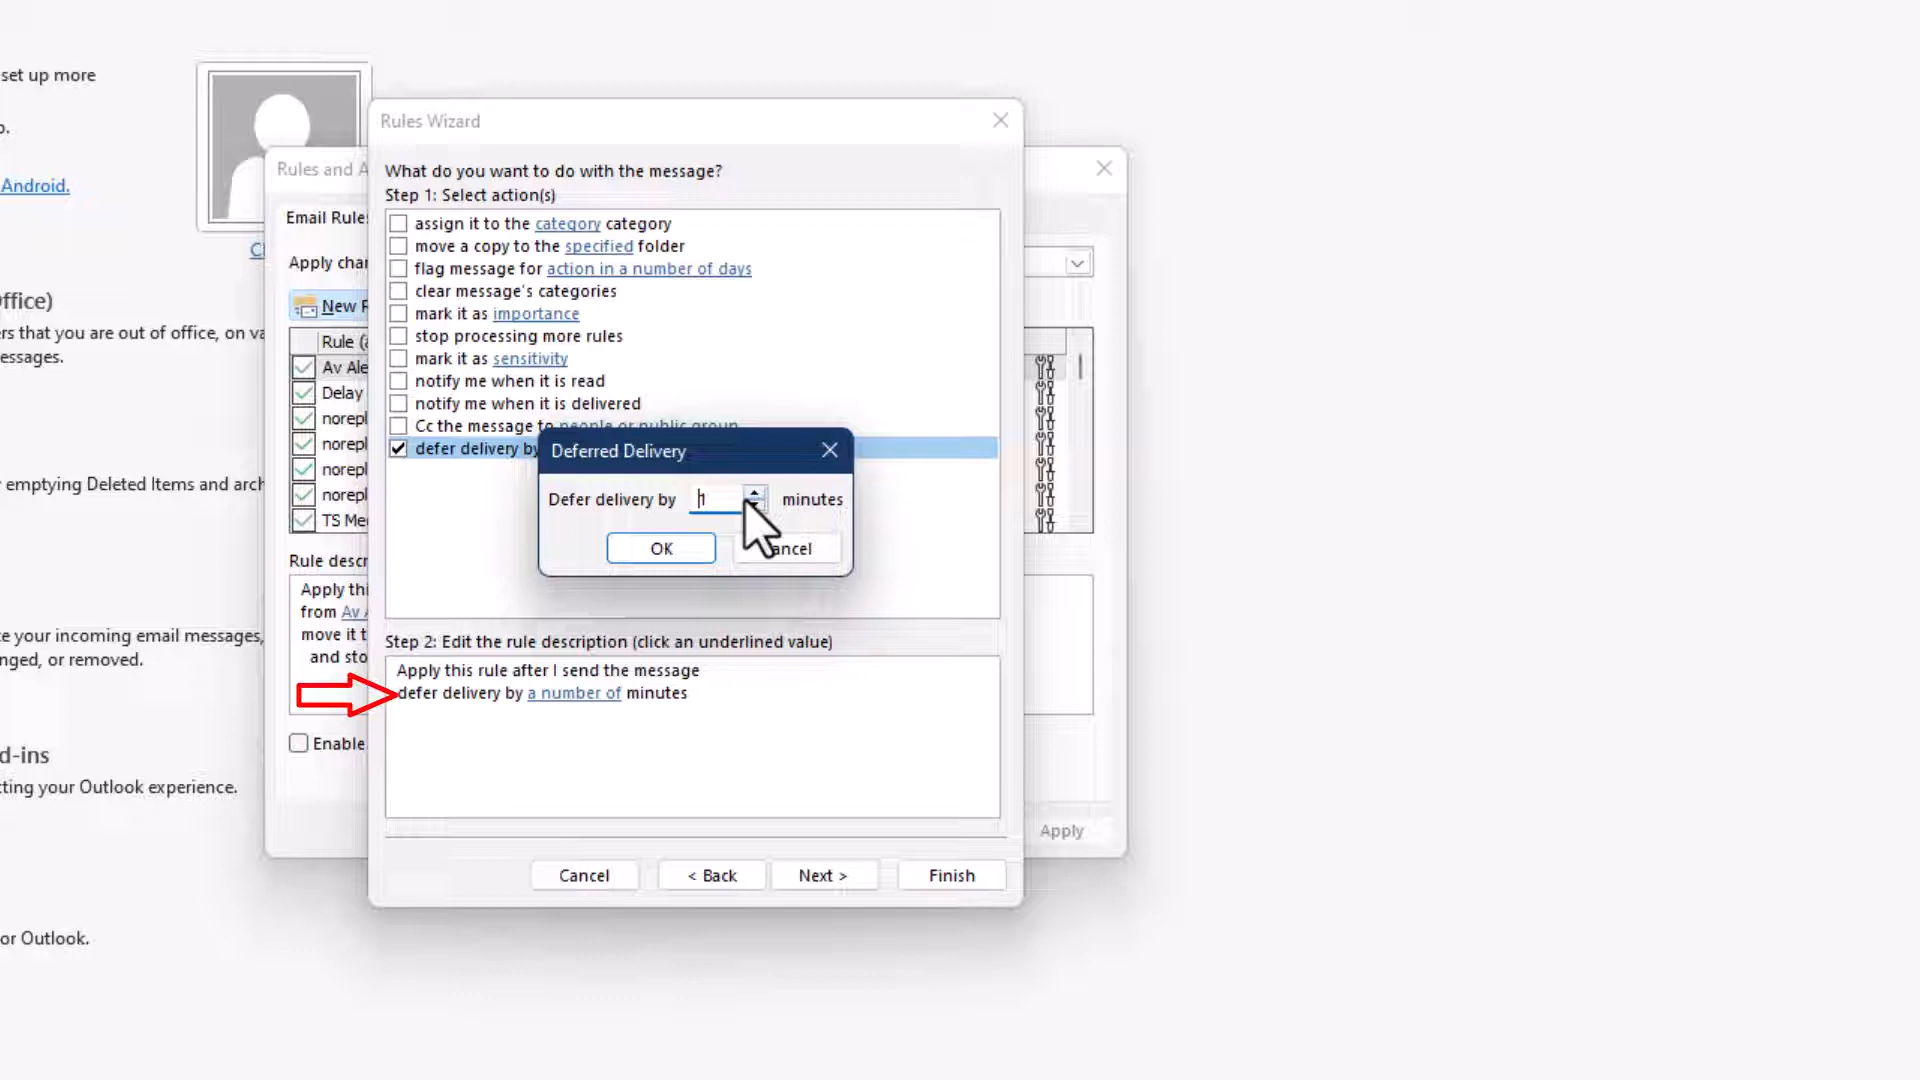 set up more
Android.
ffice)
rs that you are out of office, on va
essages.
emptying Deleted Items and arch
e your incoming email messages,
nged, or removed.
d-ins
ting your Outlook experience.
or Outlook.
Rules and A
Email Rules
Apply chan
New R
Rule (a
Av Ale
Delay
norepl
norepl
norepl
norepl
TS Mee
Rule descr
Apply thi
from Av A
move it t
and sto
Enable
Apply
Rules Wizard
What do you want to do with the message?
Step 1: Select action(s)
assign it to the category category
move a copy to the specified folder
flag message for action in a number of days
clear message's categories
mark it as importance
stop processing more rules
mark it as sensitivity
notify me when it is read
notify me when it is delivered
Cc the message to people or public group
defer delivery by
Deferred Delivery
Defer delivery by 1 minutes
OK
ancel
Step 2: Edit the rule description (click an underlined value)
Apply this rule after I send the message
defer delivery by a number of minutes
Cancel < Back Next > Finish